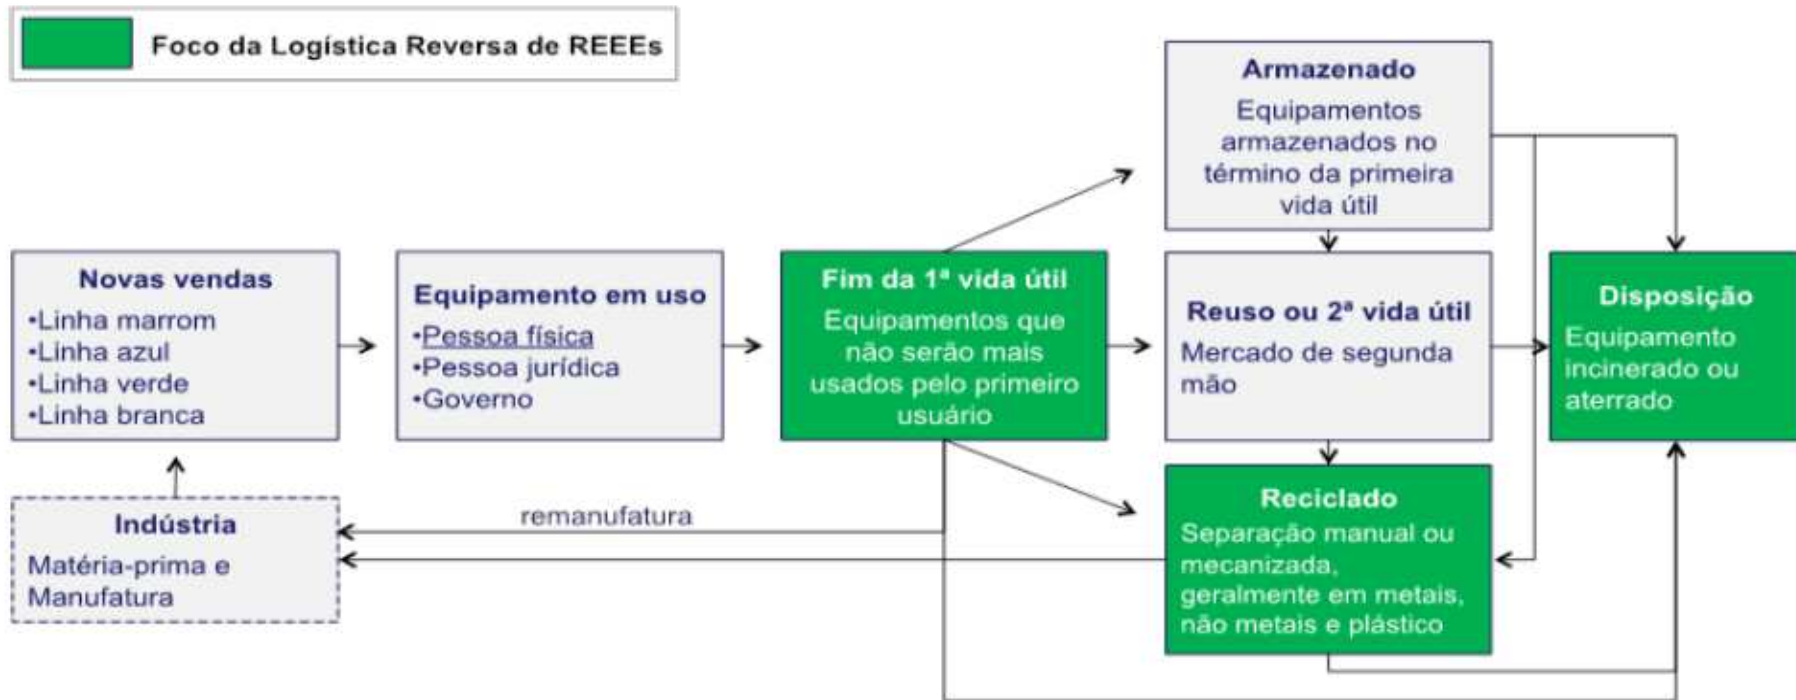 Foco da Logística Reversa de REEEs
Novas vendas
•Linha marrom
•Linha azul
•Linha verde
•Linha branca
Equipamento em uso
•Pessoa física
•Pessoa jurídica
•Governo
Fim da 1ª vida útil
Equipamentos que
não serão mais
usados pelo primeiro
usuário
Armazenado
Equipamentos
armazenados no
término da primeira
vida útil
Reuso ou 2ª vida útil
Mercado de segunda
mão
Disposição
Equipamento
incinerado ou
aterrado
Reciclado
Separação manual ou
mecanizada,
geralmente em metais,
não metais e plástico
remanufatura
Indústria
Matéria-prima e
Manufatura